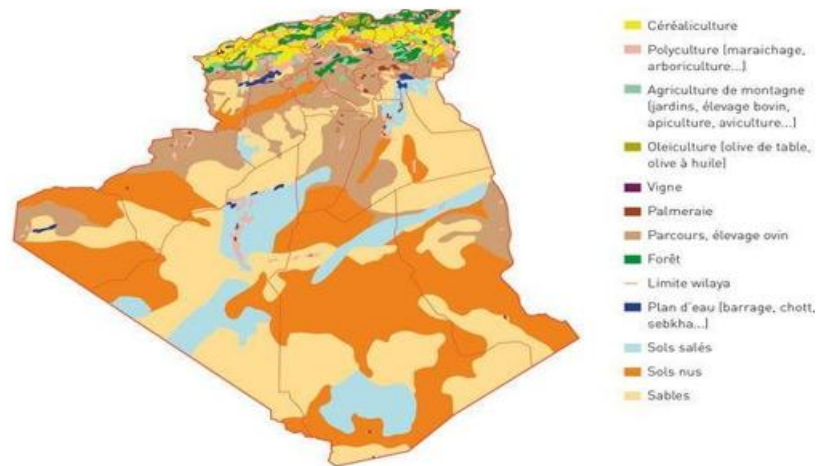 Céréaliculture
Polyculture (maraichage,
arboriculture...)
Agriculture de montagne
(jardins, élevage bovin,
apiculture, aviculture...)
Oleiculture (olive de table,
olive à huile)
Vigne
Palmeraie
Parcours, élevage ovin
Forêt
Limite wilaya
Plan d'eau (barrage, chott,
sebkha...)
Sols salés
Sols nus
Sables